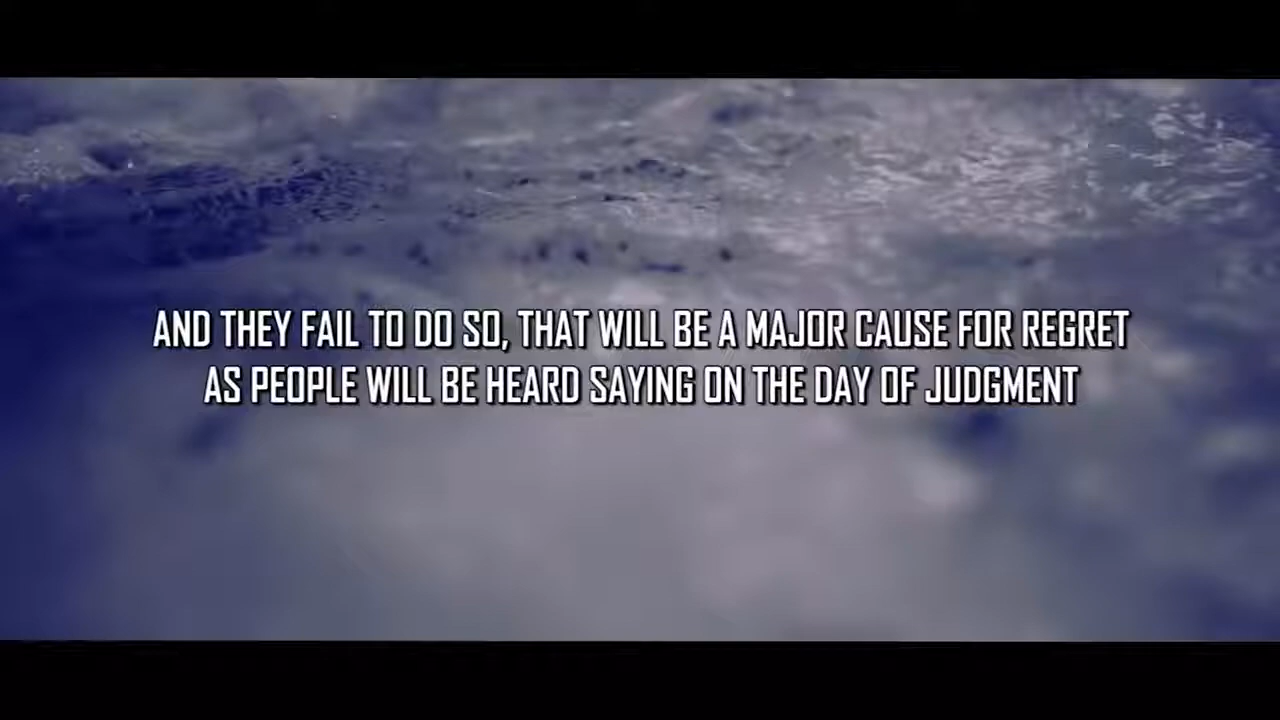 AND THEY FAIL TO DO SO, THAT WILL BE A MAJOR CAUSE FOR REGRET
AS PEOPLE WILL BE HEARD SAYING ON THE DAY OF JUDGMENT